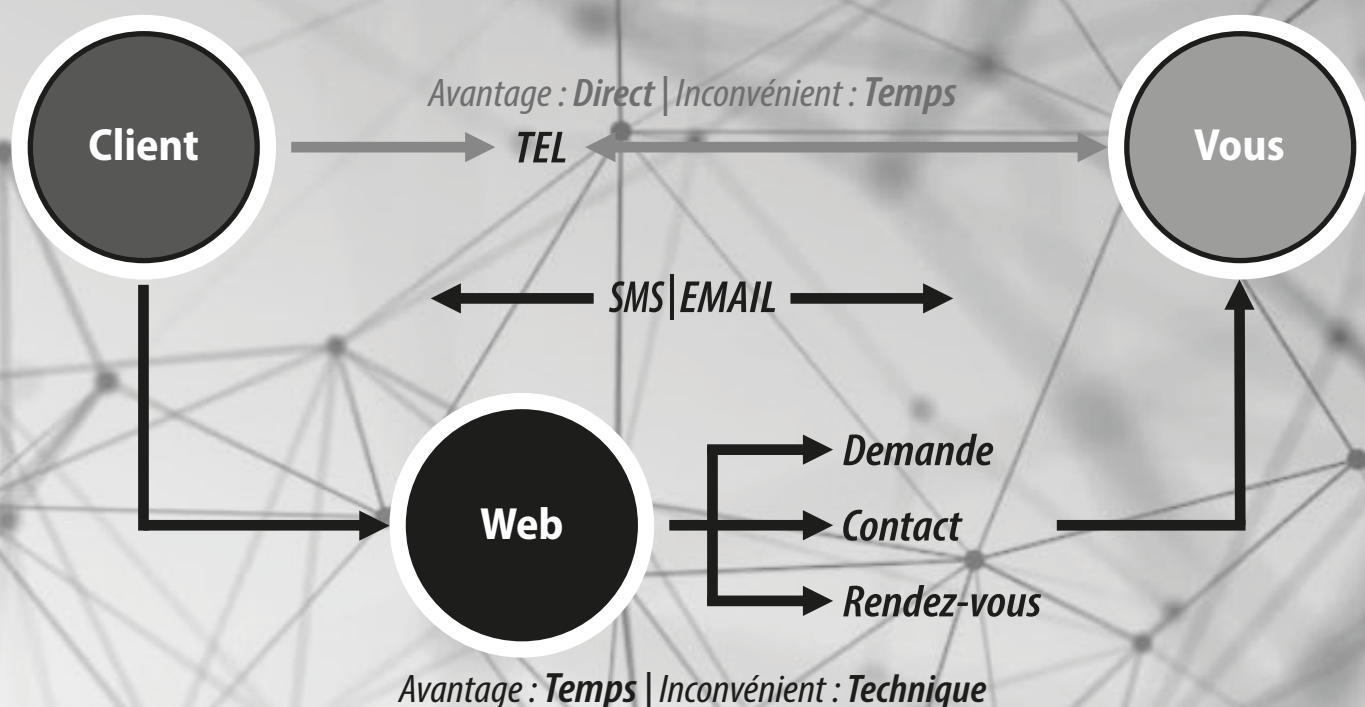 Avantage : Direct | Inconvénient : Temps
Client
TEL
Vous
SMS|EMAIL
Demande
Web
Contact
Rendez-vous
Avantage : Temps | Inconvénient : Technique